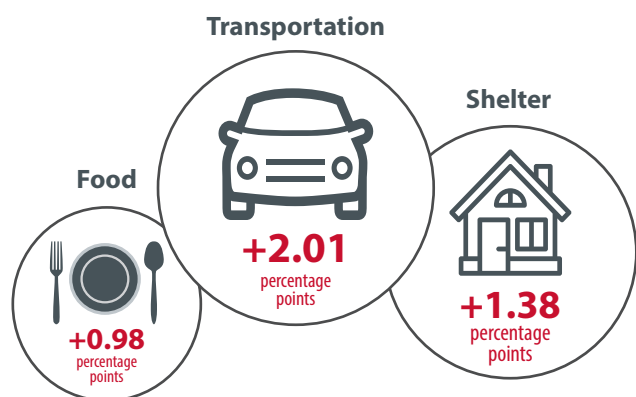 Transportation
+2.01
percentage
points
Shelter
+1.38
percentage
points
Food
+0.98
percentage
points